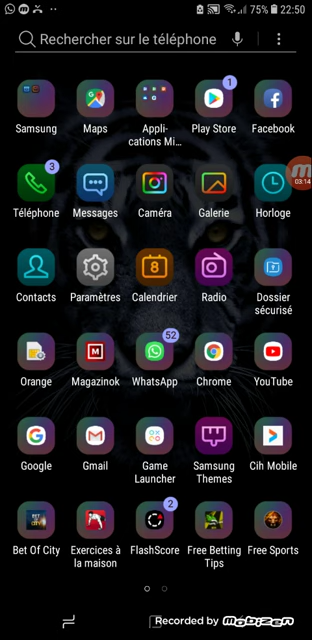 75% 22:50
Rechercher sur le téléphone
1
Samsung Maps Appli- Play Store Facebook
cations Mi...
3
03:14
Téléphone Messages Caméra Galerie Horloge
8
Contacts Paramètres Calendrier Radio Dossier
sécurisé
52
Orange Magazinok WhatsApp Chrome YouTube
Google Gmail Game Samsung Cih Mobile
Launcher Themes
2
Bet Of City Exercices à FlashScore Free Betting Free Sports
la maison Tips
Recorded by MOBIZEN